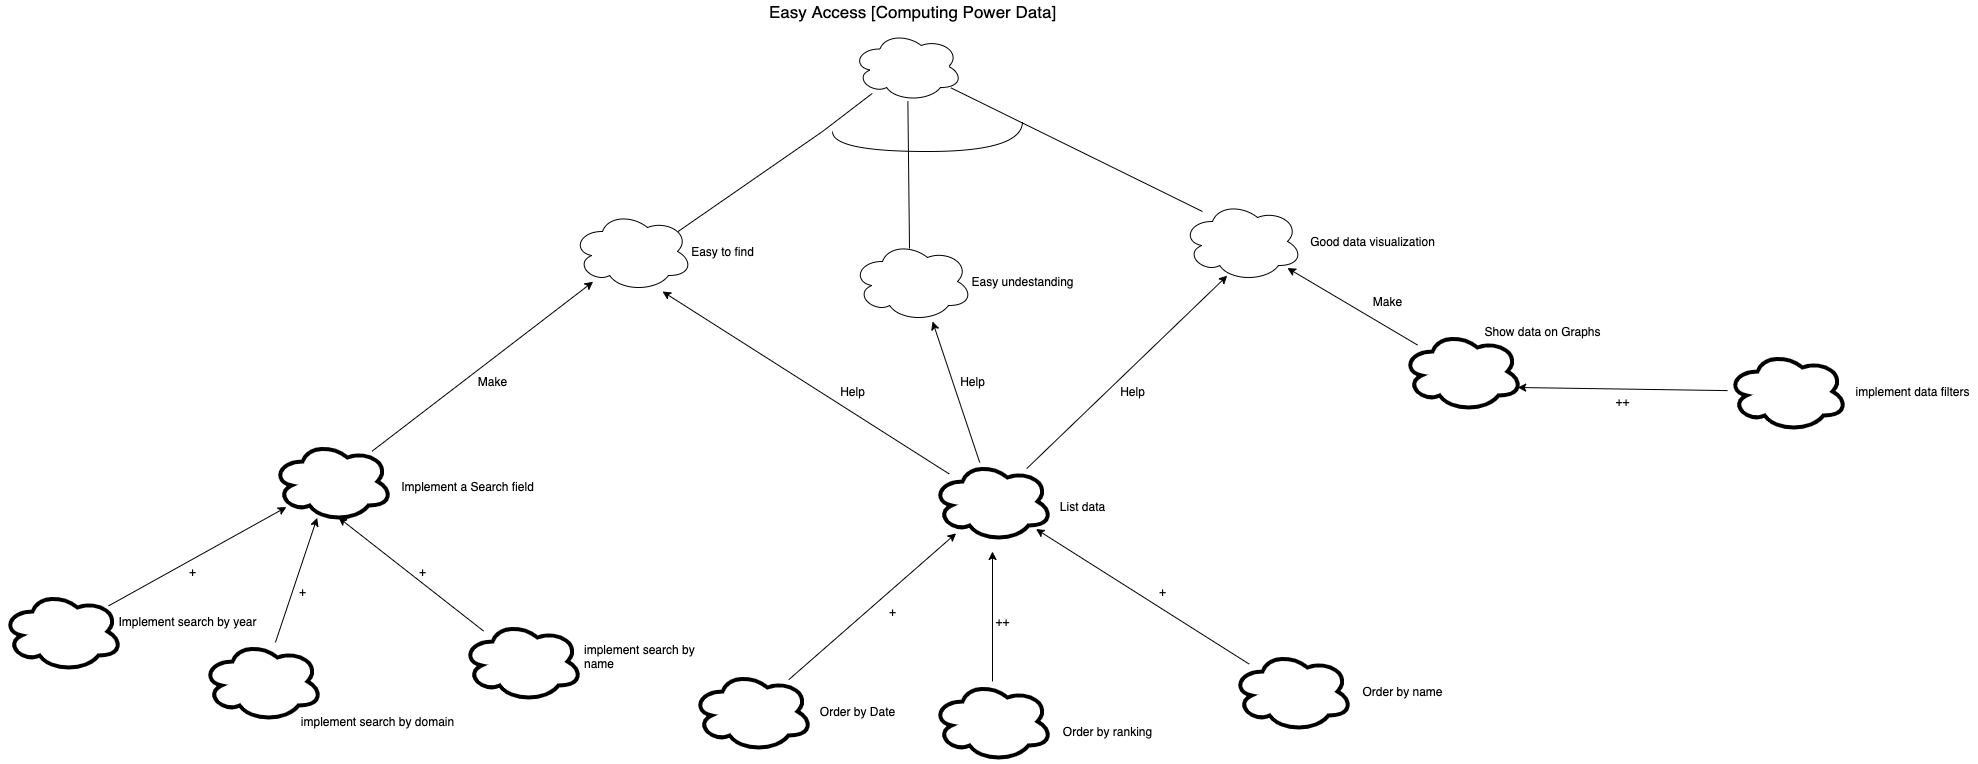 Easy Access [Computing Power Data]
Easy to find
Easy undestanding
Good data visualization
Make
Show data on Graphs
Make
Help
Help
Help
implement data filters
++
Implement a Search field
List data
+
+
+
Implement search by year
implement search by domain
implement search by
name
+
++
+
Order by Date
Order by ranking
Order by name